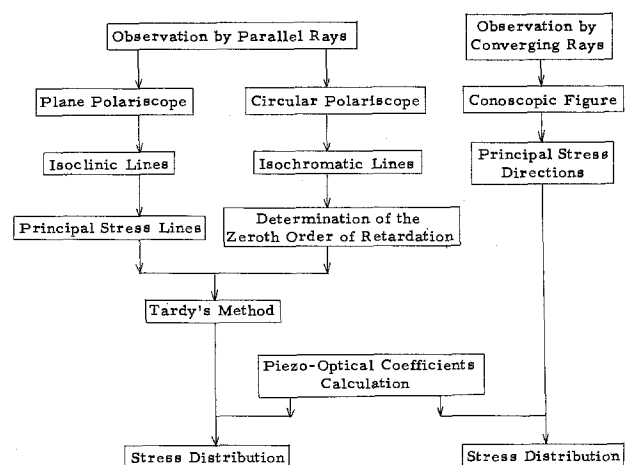 Observation by Parallel Rays
Observation by
Converging Rays
Plane Polariscope
Circular Polariscope
Conoscopic Figure
Isoclinic Lines
Isochromatic Lines
Principal Stress
Directions
Principal Stress Lines
Determination of the
Zeroth Order of Retardation
Tardy's Method
Piezo-Optical Coefficients
Calculation
Stress Distribution
Stress Distribution